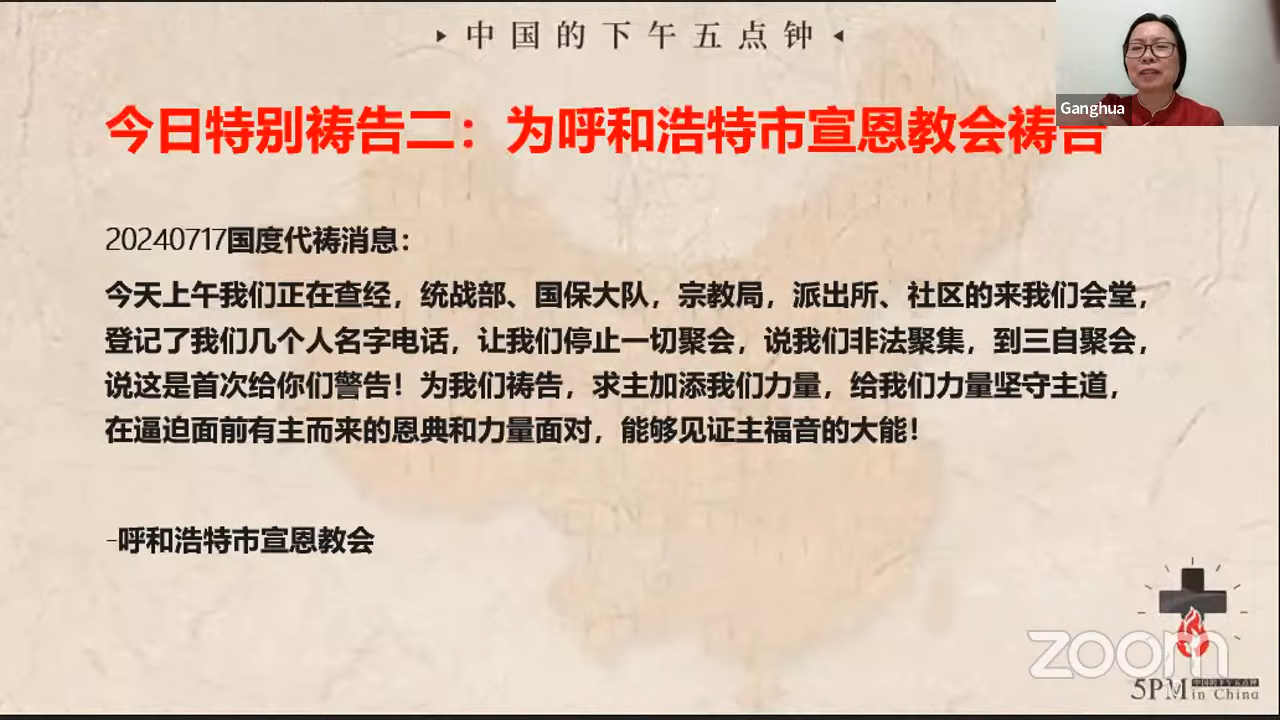 中国的下午五点钟
Ganghua
今日特别祷告二：为呼和浩特市宣恩教会祷告
20240717国度代祷消息：
今天上午我们正在查经，统战部、国保大队，宗教局，派出所、社区的来我们会堂，
登记了我们几个人名字电话，让我们停止一切聚会，说我们非法聚集，到三自聚会，
说这是首次给你们警告！为我们祷告，求主加添我们力量，给我们力量坚守主道，
在逼迫面前有主而来的恩典和力量面对，能够见证主福音的大能！
-呼和浩特市宣恩教会
zoom
5PM 中国的下午五点钟
in China